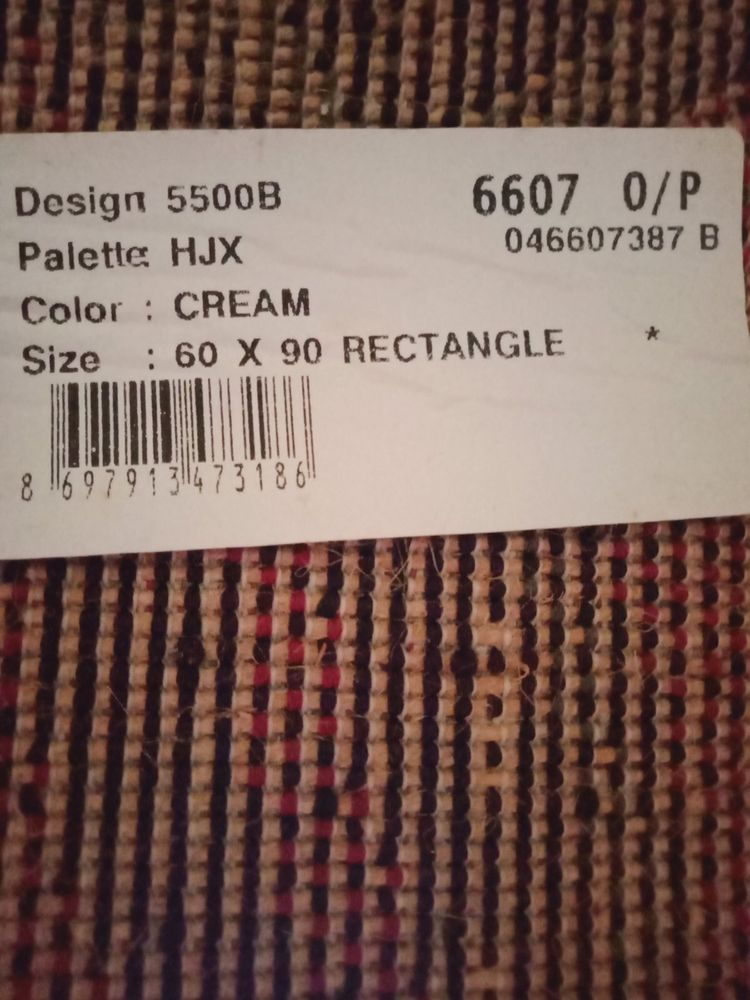 Design 5500B
6607 O/P
Palette: HJX
046607387 B
Color : CREAM
Size : 60 X 90 RECTANGLE *
8 697913 473186